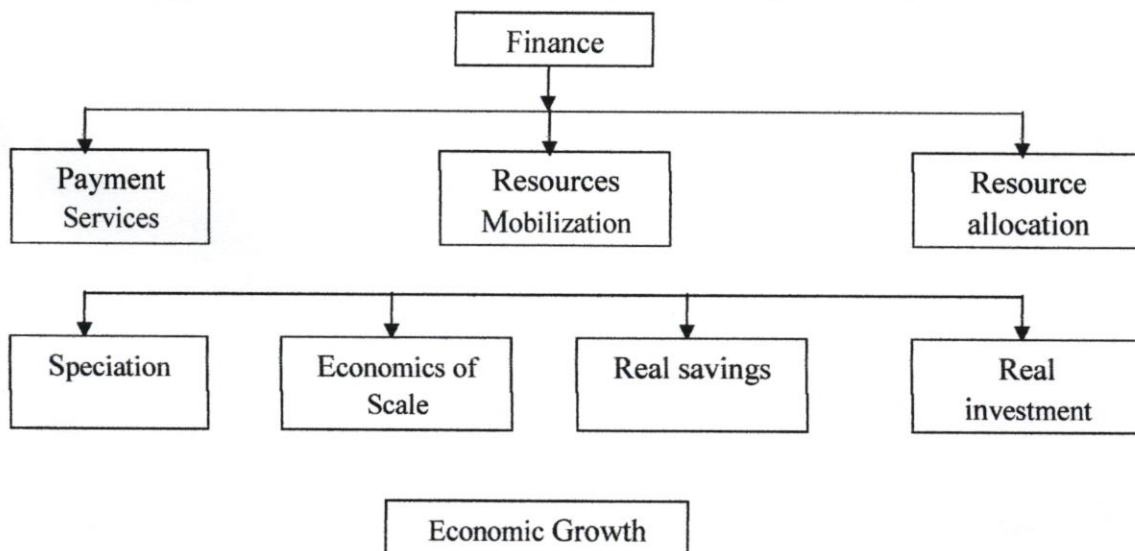 Finance
Payment
Services
Resources
Mobilization
Resource
allocation
Speciation
Economics of
Scale
Real savings
Real
investment
Economic Growth